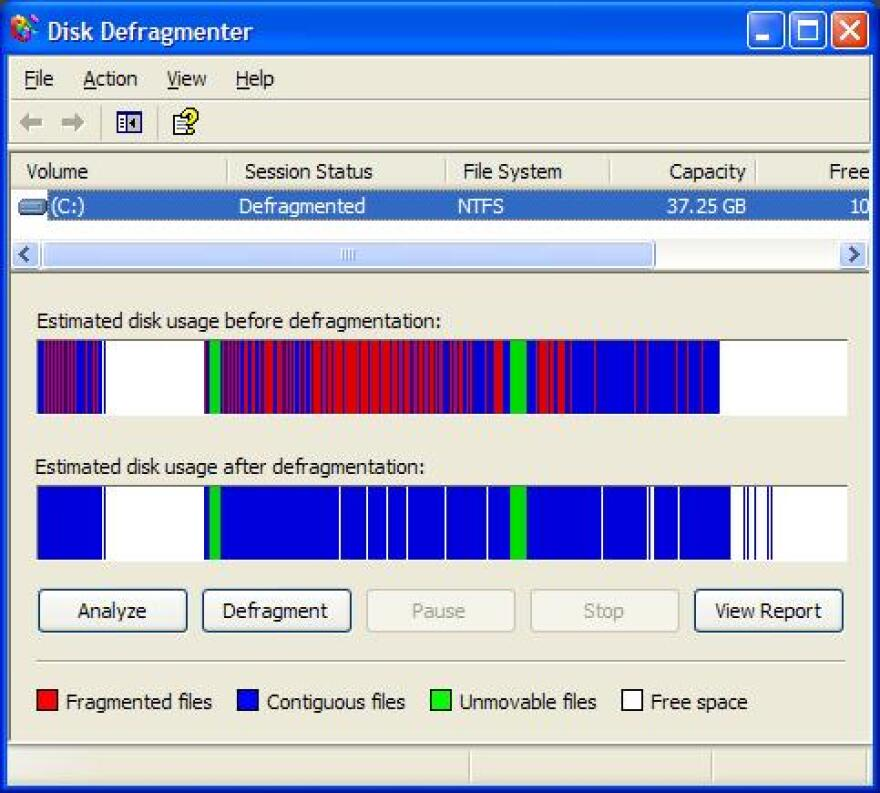 Disk Defragmenter
File Action View Help
Volume Session Status File System Capacity Free
(C:) Defragmented NTFS 37.25 GB 10
Estimated disk usage before defragmentation:
Estimated disk usage after defragmentation:
Analyze Defragment Pause Stop View Report
Fragmented files Contiguous files Unmovable files Free space